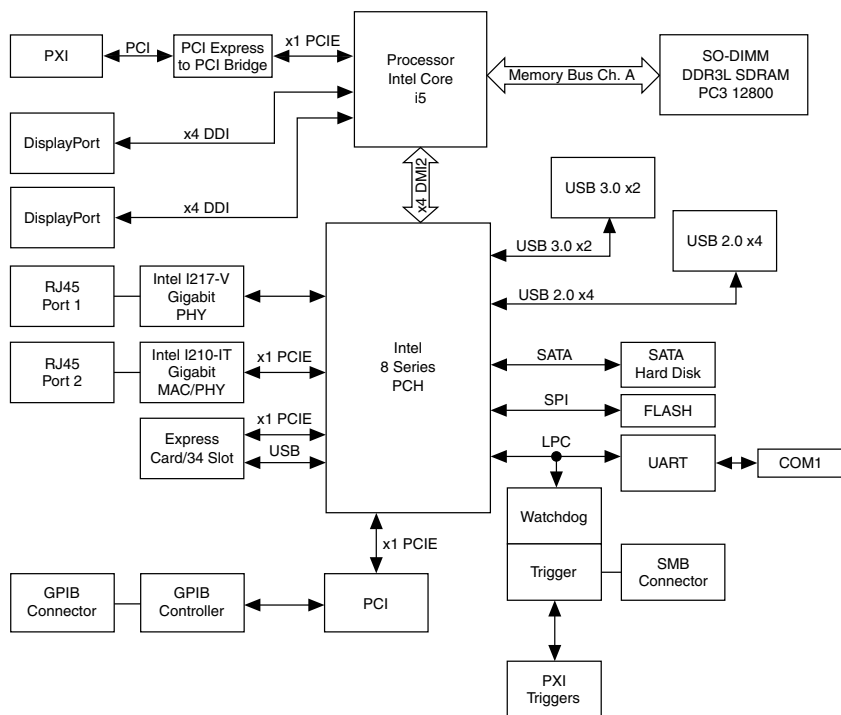 PXI
PCI
PCI Express
to PCI Bridge
x1 PCIE
Processor
Intel Core
i5
Memory Bus Ch. A
SO-DIMM
DDR3L SDRAM
PC3 12800
DisplayPort
x4 DDI
DisplayPort
x4 DDI
x4 DMI2
USB 3.0 x2
USB 2.0 x4
USB 3.0 x2
USB 2.0 x4
RJ45
Port 1
Intel I217-V
Gigabit
PHY
RJ45
Port 2
Intel I210-IT
Gigabit
MAC/PHY
x1 PCIE
Intel
8 Series
PCH
SATA
SATA
Hard Disk
SPI
FLASH
Express
Card/34 Slot
x1 PCIE
USB
LPC
UART
COM1
Watchdog
x1 PCIE
Trigger
SMB
Connector
GPIB
Connector
GPIB
Controller
PCI
PXI
Triggers